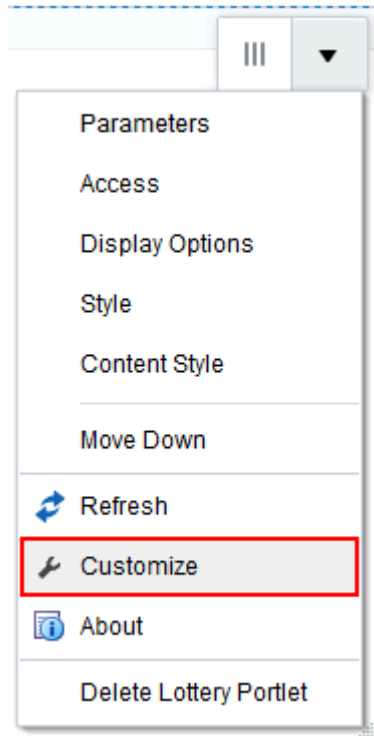 Parameters
Access
Display Options
Style
Content Style
Move Down
Refresh
Customize
About
Delete Lottery Portlet